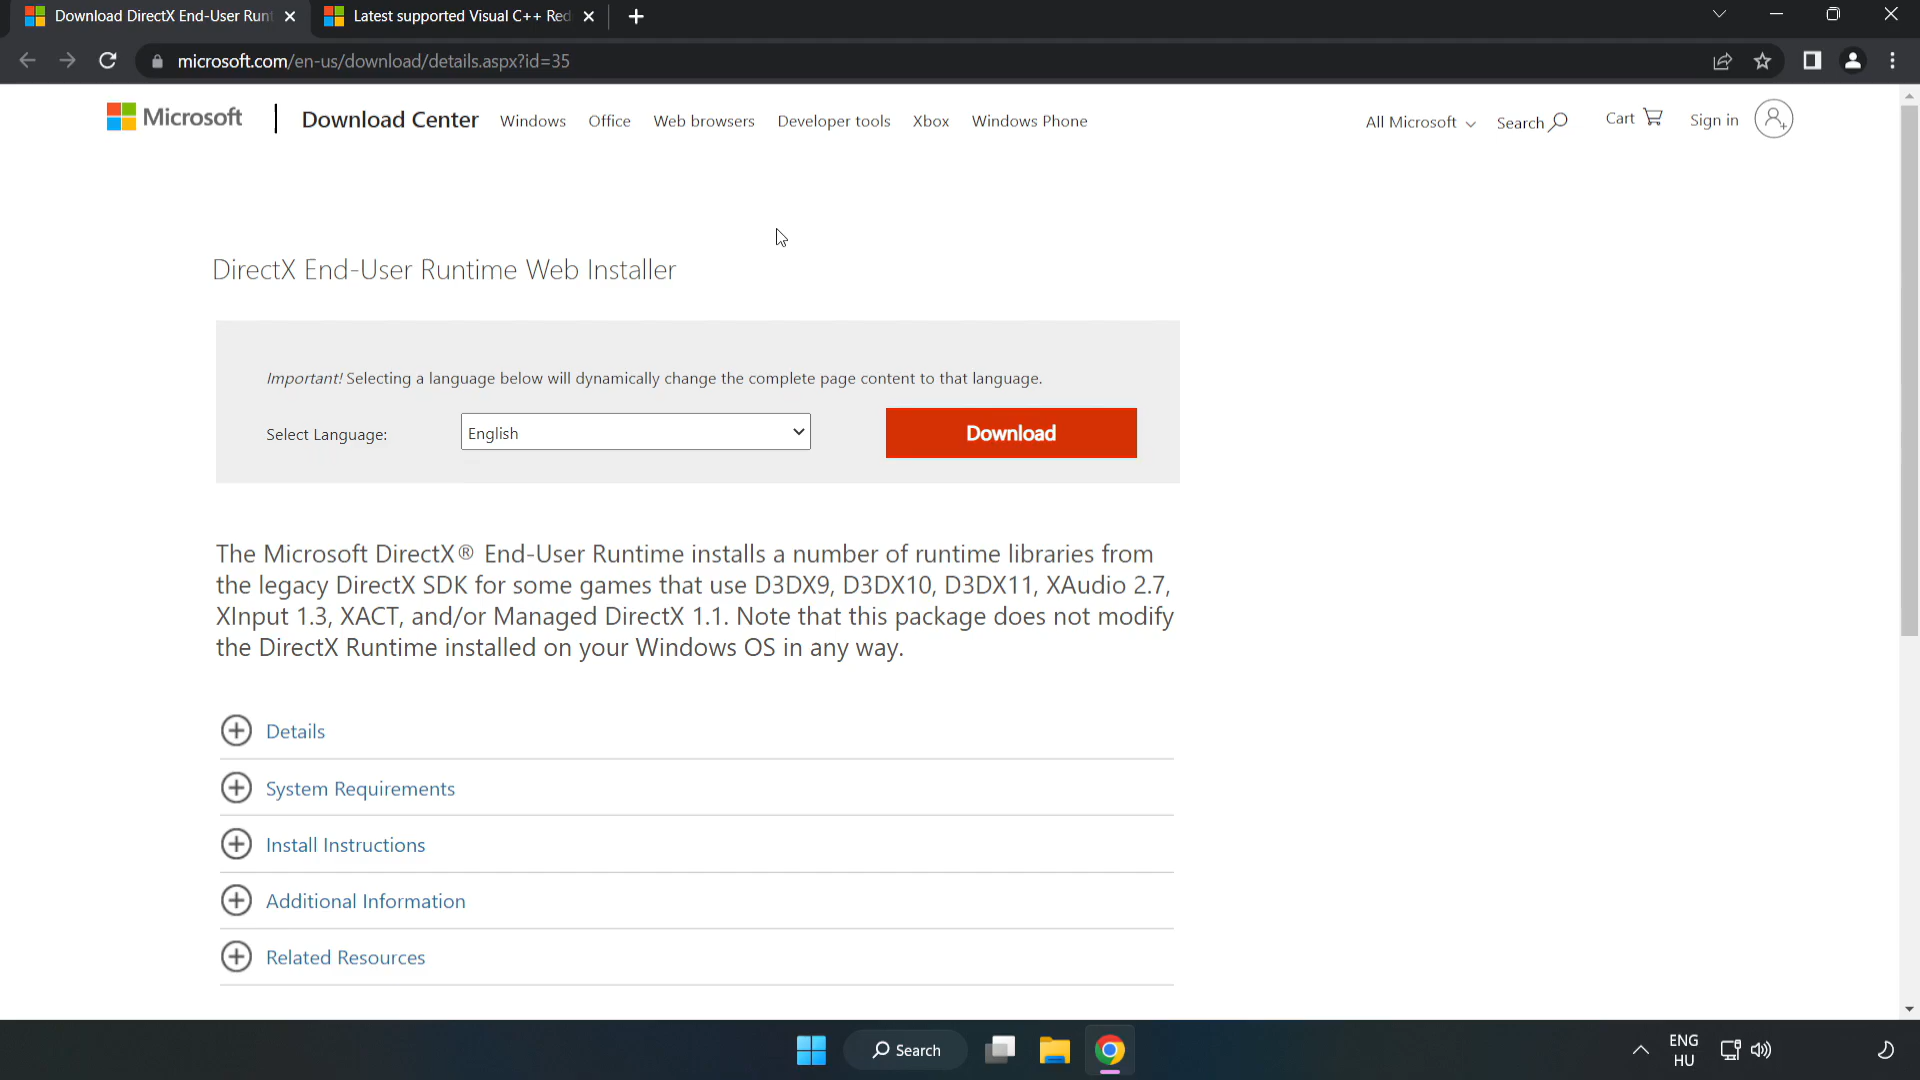 Download DirectX End-User Runt
Latest supported Visual C++ Red
microsoft.com/en-us/download/details.aspx?id=35
Microsoft
Download Center
Windows
Office
Web browsers
Developer tools
Xbox
Windows Phone
All Microsoft
Search
Cart
Sign in
DirectX End-User Runtime Web Installer
Important! Selecting a language below will dynamically change the complete page content to that language.
Select Language:
English
Download
The Microsoft DirectX® End-User Runtime installs a number of runtime libraries from
the legacy DirectX SDK for some games that use D3DX9, D3DX10, D3DX11, XAudio 2.7,
XInput 1.3, XACT, and/or Managed DirectX 1.1. Note that this package does not modify
the DirectX Runtime installed on your Windows OS in any way.
Details
System Requirements
Install Instructions
Additional Information
Related Resources
Search
ENG
HU